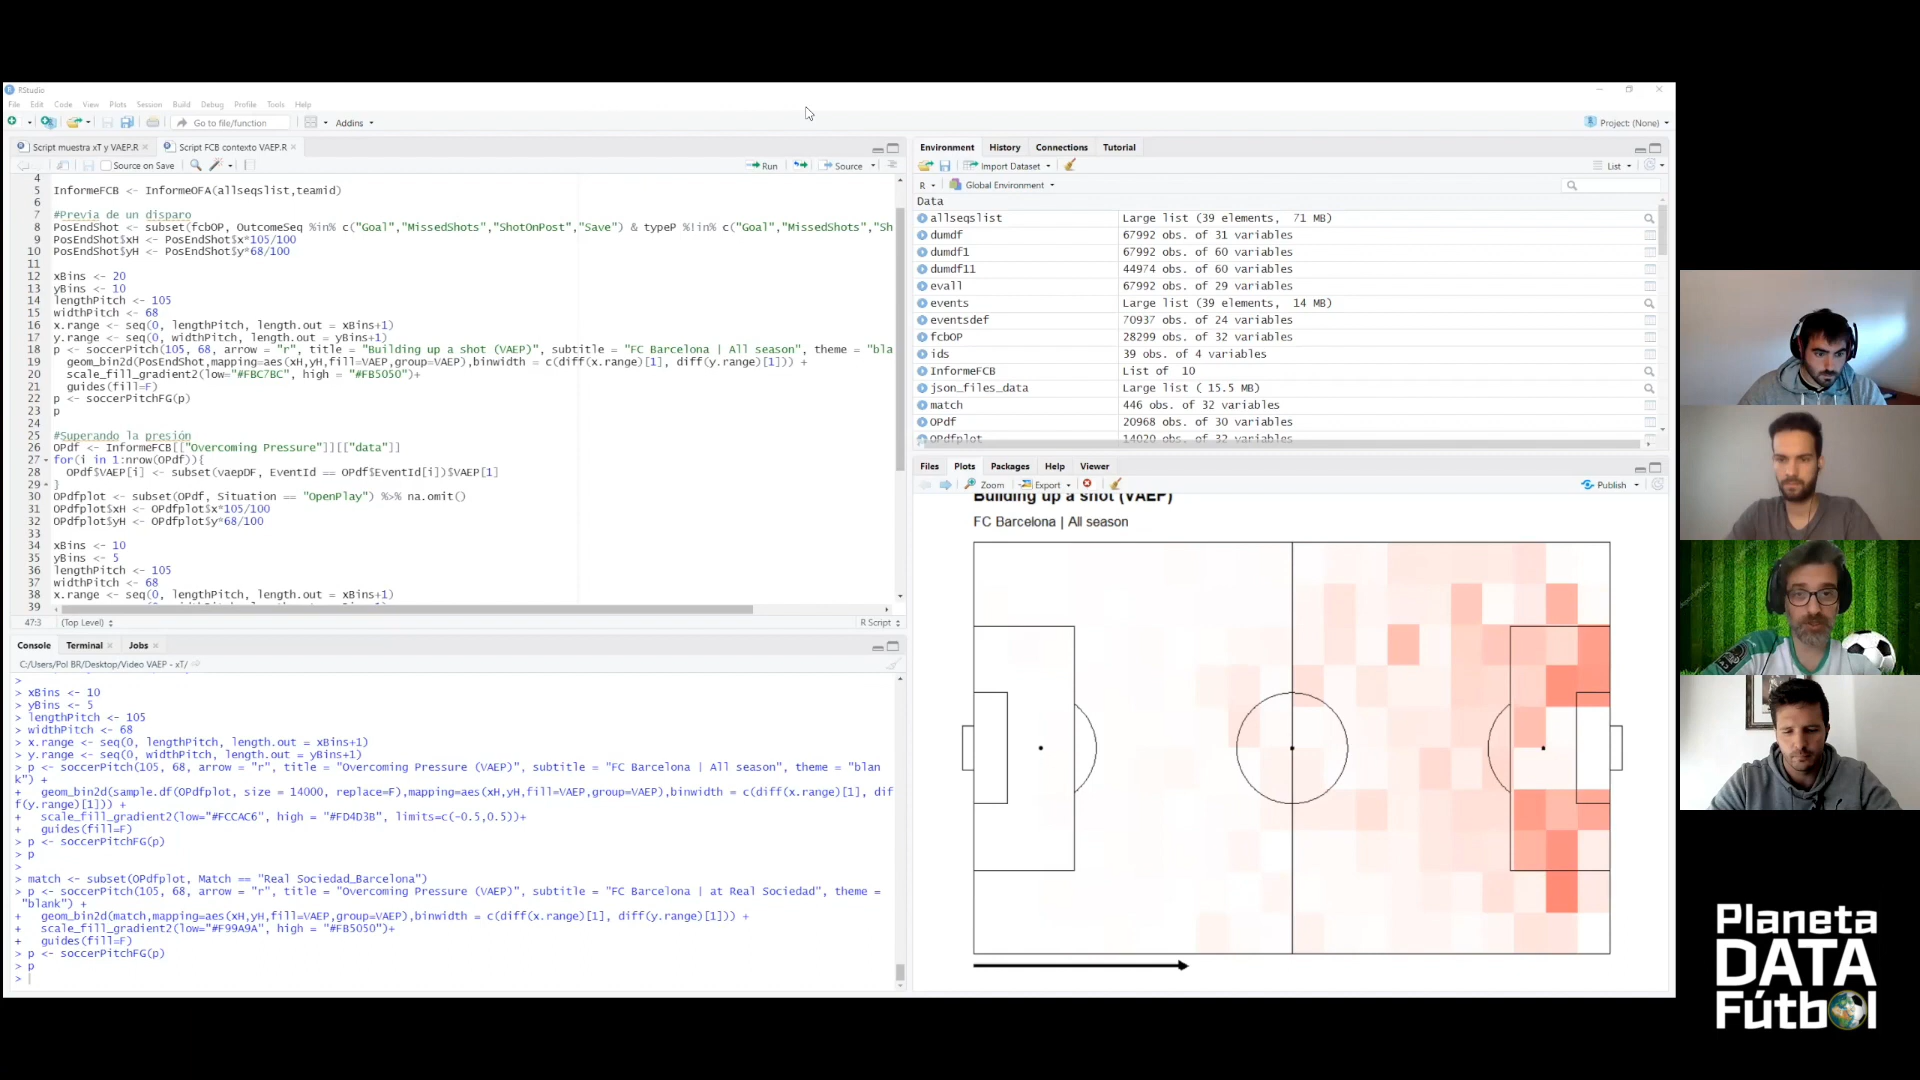 RStudio
File Edit Code View Plots Session Build Debug Profile Tools Help
Go to file/function
Addins
Project: (None)
Script muestra xT y VAEP.R
Script FCB contexto VAEP.R
Source on Save
Run
Source
4
5 InformeFCB <- InformeOFA(allseqslist,teamid)
6
7 #Previa de un disparo
8 PosEndShot <- subset(fcbOP, OutcomeSeq %in% c("Goal","MissedShots","ShotOnPost","Save") & typeP %!in% c("Goal","MissedShots","Sh
9 PosEndShot$xH <- PosEndShot$x*105/100
10 PosEndShot$yH <- PosEndShot$y*68/100
11
12 xBins <- 20
13 yBins <- 10
14 lengthPitch <- 105
15 widthPitch <- 68
16 x.range <- seq(0, lengthPitch, length.out = xBins+1)
17 y.range <- seq(0, widthPitch, length.out = yBins+1)
18 p <- soccerPitch(105, 68, arrow = "r", title = "Building up a shot (VAEP)", subtitle = "FC Barcelona | All season", theme = "bla
19 geom_bin2d(PosEndShot,mapping=aes(xH,yH,fill=VAEP,group=VAEP),binwidth = c(diff(x.range)[1], diff(y.range)[1])) +
20 scale_fill_gradient2(low="#FBC7BC", high = "#FB5050")+
21 guides(fill=F)
22 p <- soccerPitchFG(p)
23 p
24
25 #Superando la presión
26 OPdf <- InformeFCB[["Overcoming Pressure"]][["data"]]
27 for(i in 1:nrow(OPdf)){
28 OPdf$VAEP[i] <- subset(vaepDF, EventId == OPdf$EventId[i])$VAEP[1]
29 }
30 OPdfplot <- subset(OPdf, Situation == "OpenPlay") %>% na.omit()
31 OPdfplot$xH <- OPdfplot$x*105/100
32 OPdfplot$yH <- OPdfplot$y*68/100
33
34 xBins <- 10
35 yBins <- 5
36 lengthPitch <- 105
37 widthPitch <- 68
38 x.range <- seq(0, lengthPitch, length.out = xBins+1)
39
47:3 (Top Level) R Script
Console Terminal Jobs
C:/Users/Pol BR/Desktop/Video VAEP - xT/
>
> xBins <- 10
> yBins <- 5
> lengthPitch <- 105
> widthPitch <- 68
> x.range <- seq(0, lengthPitch, length.out = xBins+1)
> y.range <- seq(0, widthPitch, length.out = yBins+1)
> p <- soccerPitch(105, 68, arrow = "r", title = "Overcoming Pressure (VAEP)", subtitle = "FC Barcelona | All season", theme = "blan
k") +
+ geom_bin2d(sample.df(OPdfplot, size = 14000, replace=F),mapping=aes(xH,yH,fill=VAEP,group=VAEP),binwidth = c(diff(x.range)[1], dif
f(y.range)[1])) +
+ scale_fill_gradient2(low="#FCCAC6", high = "#FD4D3B", limits=c(-0.5,0.5))+
+ guides(fill=F)
> p <- soccerPitchFG(p)
> p
>
> match <- subset(OPdfplot, Match == "Real Sociedad_Barcelona")
> p <- soccerPitch(105, 68, arrow = "r", title = "Overcoming Pressure (VAEP)", subtitle = "FC Barcelona | at Real Sociedad", theme =
"blank") +
+ geom_bin2d(match,mapping=aes(xH,yH,fill=VAEP,group=VAEP),binwidth = c(diff(x.range)[1], diff(y.range)[1])) +
+ scale_fill_gradient2(low="#F99A9A", high = "#FB5050")+
+ guides(fill=F)
> p <- soccerPitchFG(p)
> p
>
Environment History Connections Tutorial
Import Dataset
List
R Global Environment
Data
allseqslist Large list (39 elements, 71 MB)
dumdf 67992 obs. of 31 variables
dumdf1 67992 obs. of 60 variables
dumdf11 44974 obs. of 60 variables
evall 67992 obs. of 29 variables
events Large list (39 elements, 14 MB)
eventsdef 70937 obs. of 24 variables
fcbOP 28299 obs. of 32 variables
ids 39 obs. of 4 variables
InformeFCB List of 10
json_files_data Large list ( 15.5 MB)
match 446 obs. of 32 variables
OPdf 20968 obs. of 30 variables
OPdfplot 14020 obs. of 32 variables
Files Plots Packages Help Viewer
Zoom Export Publish
Building up a shot (VAEP)
FC Barcelona | All season
Planeta
DATA
Fútbol